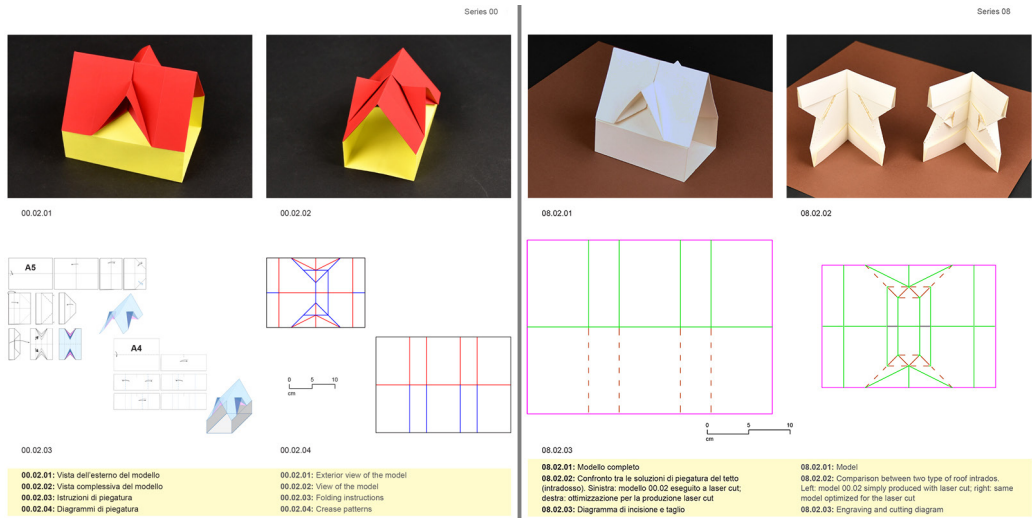 Series 00
00.02.01
00.02.02
A5
A4
0 5 10
cm
00.02.03
00.02.04
00.02.01: Vista dell'esterno del modello
00.02.02: Vista complessiva del modello
00.02.03: Istruzioni di piegatura
00.02.04: Diagrammi di piegatura
00.02.01: Exterior view of the model
00.02.02: View of the model
00.02.03: Folding instructions
00.02.04: Crease patterns
Series 08
08.02.01
08.02.02
0 5 10
cm
08.02.03
08.02.01: Modello completo
08.02.02: Confronto tra le soluzioni di piegatura del tetto
(intradosso). Sinistra: modello 00.02 eseguito a laser cut;
destra: ottimizzazione per la produzione laser cut
08.02.03: Diagramma di incisione e taglio
08.02.01: Model
08.02.02: Comparison between two type of roof intrados.
Left: model 00.02 simply produced with laser cut; right: same
model optimized for the laser cut
08.02.03: Engraving and cutting diagram